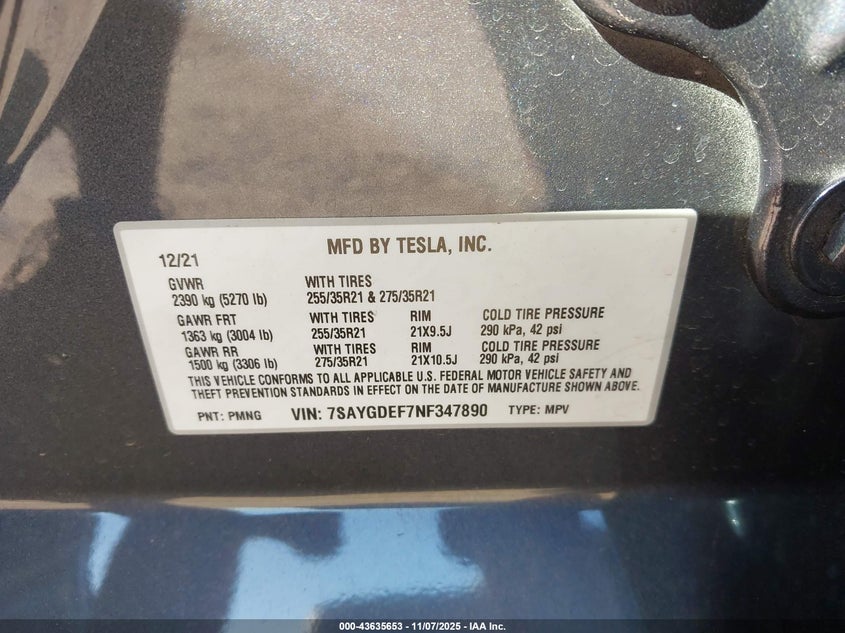 12/21 MFD BY TESLA, INC.
GVWR WITH TIRES
2390 kg (5270 lb) 255/35R21 & 275/35R21
GAWR FRT WITH TIRES RIM COLD TIRE PRESSURE
1363 kg (3004 lb) 255/35R21 21X9.5J 290 kPa, 42 psi
GAWR RR WITH TIRES RIM COLD TIRE PRESSURE
1500 kg (3306 lb) 275/35R21 21X10.5J 290 kPa, 42 psi
THIS VEHICLE CONFORMS TO ALL APPLICABLE U.S. FEDERAL MOTOR VEHICLE SAFETY AND
THEFT PREVENTION STANDARDS IN EFFECT ON THE DATE OF MANUFACTURE SHOWN ABOVE.
PNT: PMNG VIN: 7SAYGDEF7NF347890 TYPE: MPV
000-43635653 - 11/07/2025 - IAA Inc.